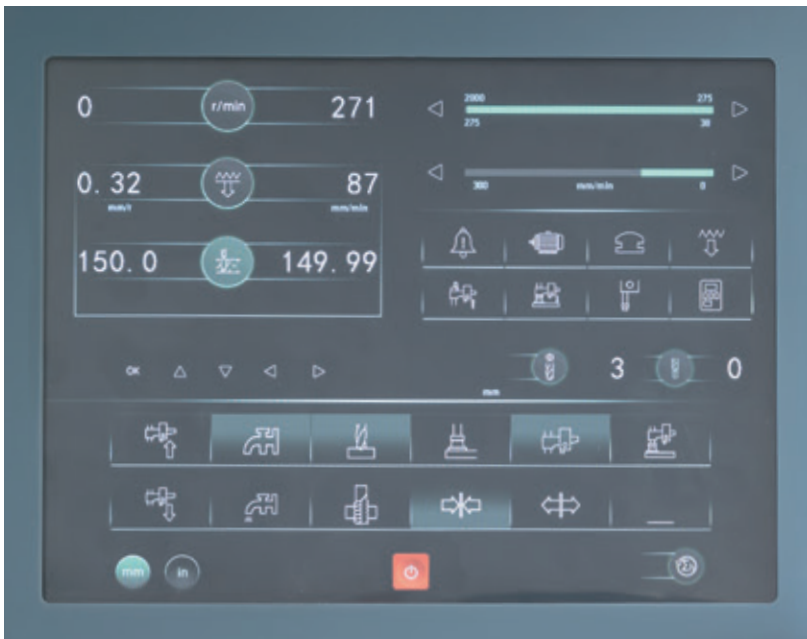 0 r/min 271
2000 275
275 30
0.32 87
mm/r mm/min
300 mm/min 0
150.0 149.99
OK
3 0
mm
mm in